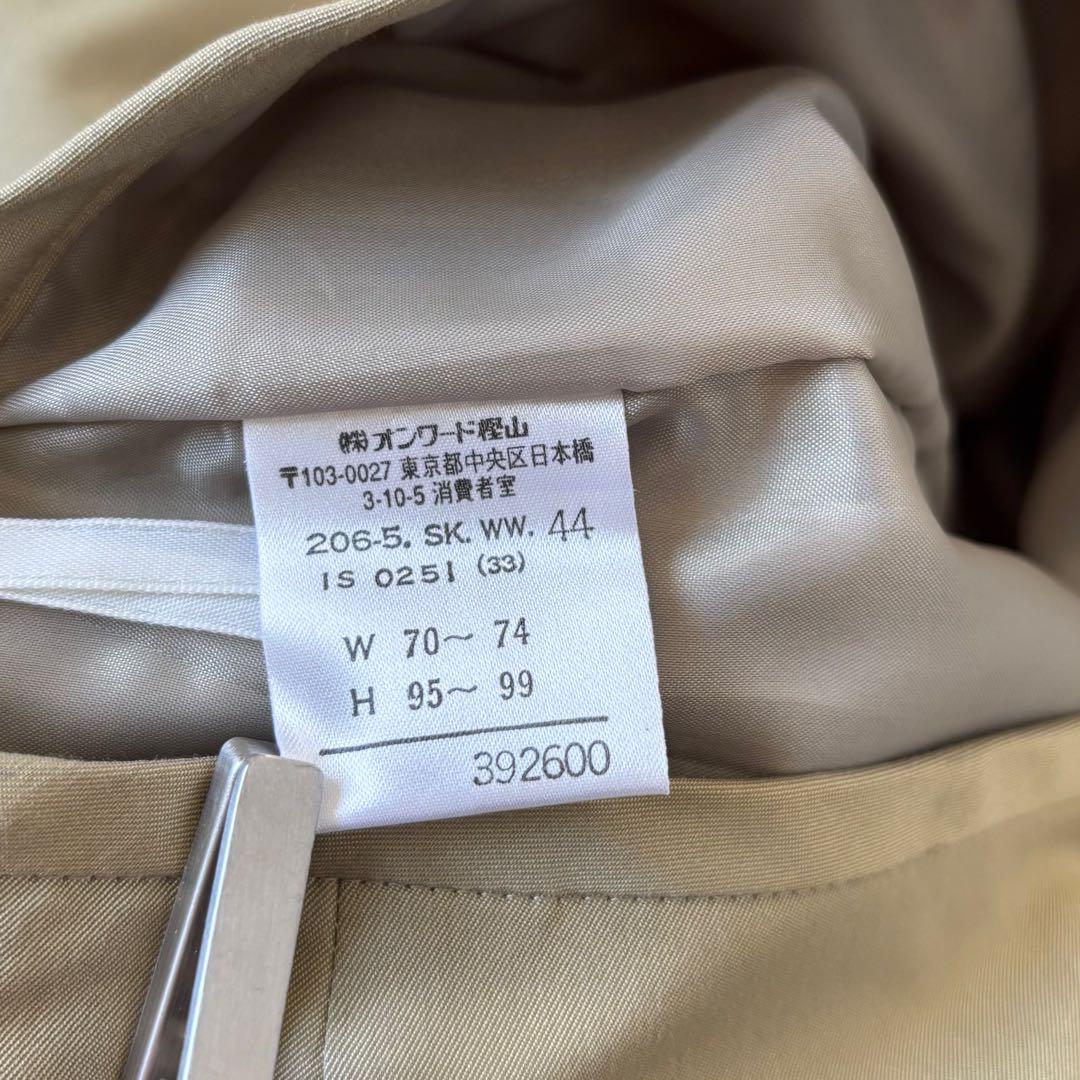 ㈱オンワード樫山
〒103-0027 東京都中央区日本橋
3-10-5 消費者室
206-5. SK. WW. 44
IS 0251 (33)
W 70～ 74
H 95～ 99
392600